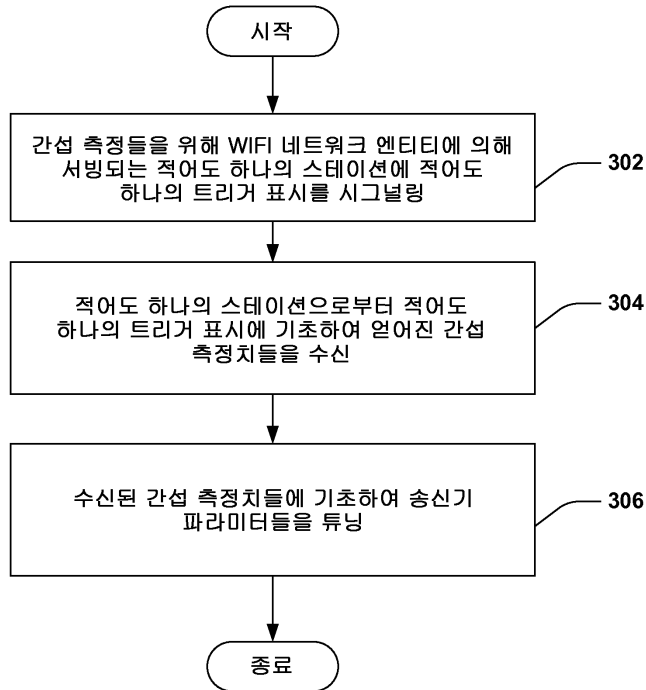 시작
간섭 측정들을 위해 WIFI 네트워크 엔티티에 의해
서빙되는 적어도 하나의 스테이션에 적어도
하나의 트리거 표시를 시그널링
302
적어도 하나의 스테이션으로부터 적어도
하나의 트리거 표시에 기초하여 얻어진 간섭
측정치들을 수신
304
수신된 간섭 측정치들에 기초하여 송신기
파라미터들을 튜닝
306
종료